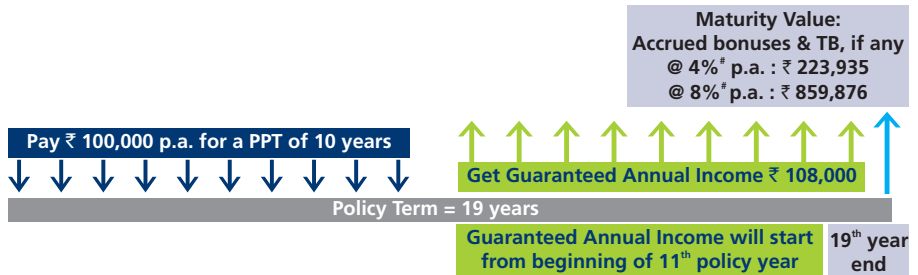 Maturity Value:
Accrued bonuses & TB, if any
@ 4%# p.a. : ₹ 223,935
@ 8%# p.a. : ₹ 859,876
Pay ₹ 100,000 p.a. for a PPT of 10 years
Get Guaranteed Annual Income ₹ 108,000
Policy Term = 19 years
Guaranteed Annual Income will start
from beginning of 11th policy year
19th year
end